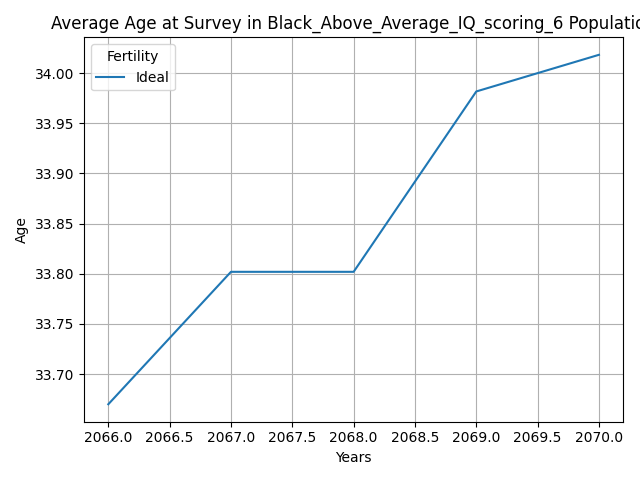 Average Age at Survey in Black_Above_Average_IQ_scoring_6 Populatio
Fertility
Ideal
34.00
33.95
33.90
33.85
33.80
33.75
33.70
Age
2066.0 2066.5 2067.0 2067.5 2068.0 2068.5 2069.0 2069.5 2070.0
Years